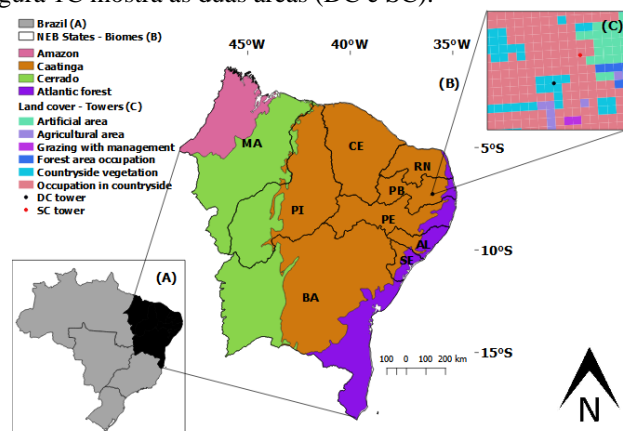 igura 1C mostra as duas áreas (DC e SC).
Brazil (A)
NEB States - Biomes (B)
Amazon
Caatinga
Cerrado
Atlantic forest
Land cover - Towers (C)
Artificial area
Agricultural area
Grazing with management
Forest area occupation
Countryside vegetation
Occupation in countryside
DC tower
SC tower
45°W
40°W
35°W
(C)
(B)
MA
CE
RN
PB
PI
PE
AL
SE
BA
5°S
10°S
15°S
(A)
100 0 100 200 km
N